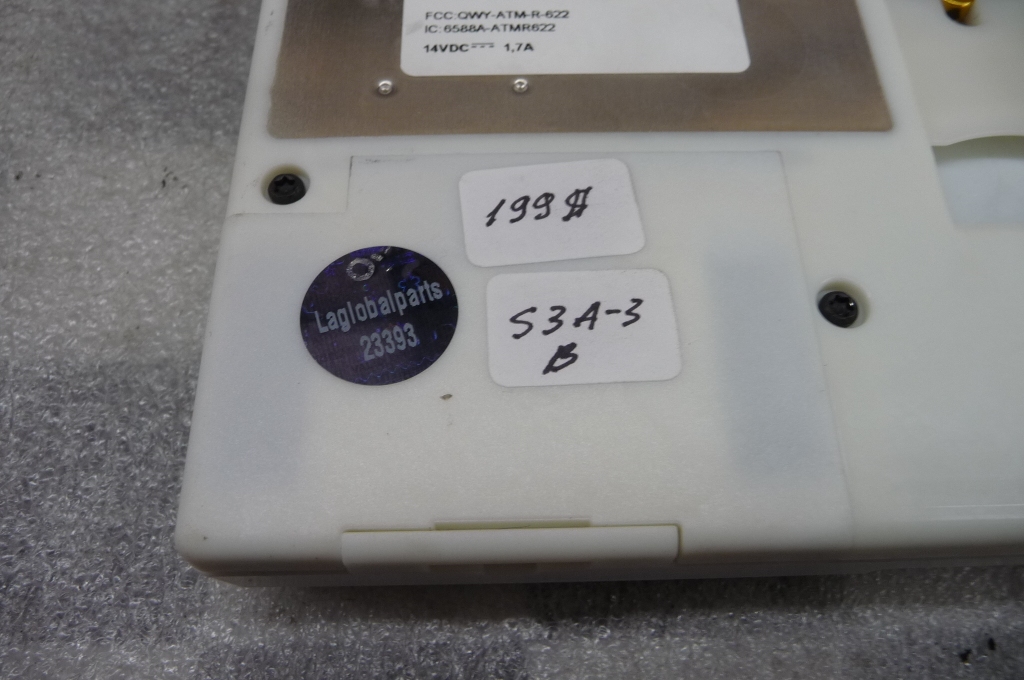 FCC:QWY-ATM-R-622
IC:6588A-ATMR622
14VDC 1,7A
199$
Laglobalparts
23393
S3A-3
B